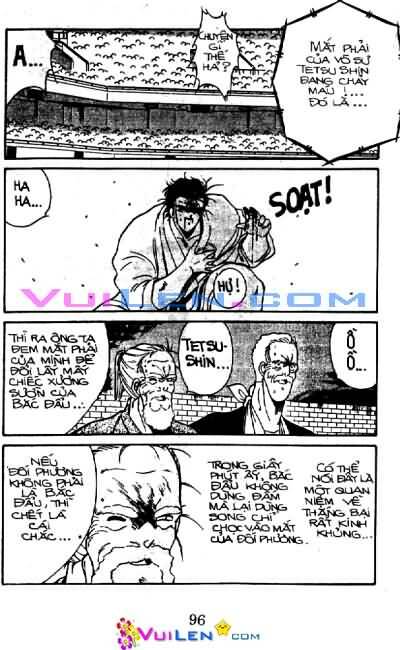 MẮT PHẢI
CỦA VÕ SƯ
TETSUSHIN
ĐANG CHẢY
MÁU !....
ĐÓ LÀ...
CHUYỆN
GÌ
THẾ
HẢ?
A...
HA
HA...
SOẠT!
HỪ!
VuiLen.com
Ồ
Ồ...
TETSU-
SHIN...
THÌ RA ÔNG TA
ĐEM MẮT PHẢI
CỦA MÌNH ĐỂ
ĐỔI LẤY MẤY
CHIẾC XƯƠNG
SƯỜN CỦA
BẮC ĐẨU...
CÓ THỂ
NÓI ĐÂY LÀ
MỘT QUAN
NIỆM VỀ
THẮNG BẠI
RẤT KINH
KHỦNG...
TRONG GIÂY
PHÚT ẤY, BẮC
ĐẨU KHÔNG
DÙNG ĐẤM
MÀ LẠI DÙNG
SONG CHỈ
CHỌC VÀO MẮT
CỦA ĐỐI PHƯƠNG.
NẾU
ĐỐI PHƯƠNG
KHÔNG PHẢI
LÀ BẮC
ĐẨU, THÌ
CHẾT LÀ
CÁI
CHẮC...
96
VuiLen.com